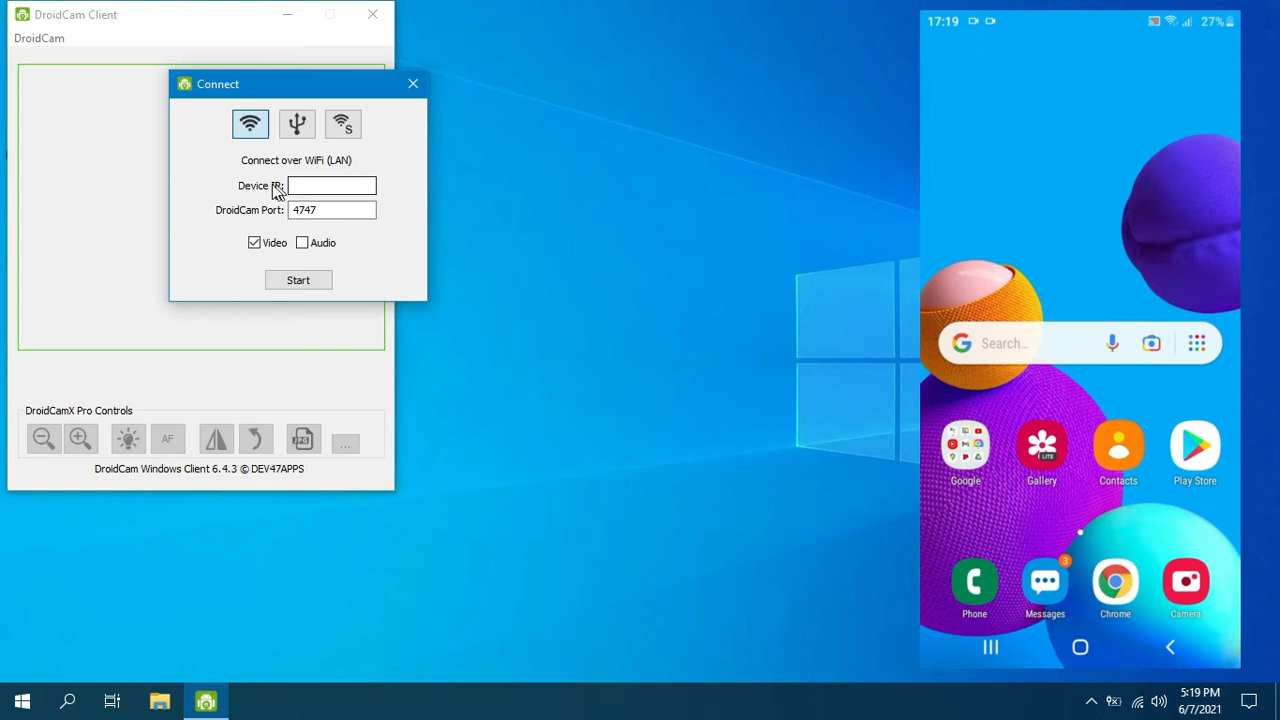 DroidCam Client
DroidCam
Connect
S
Connect over WiFi (LAN)
Device IP:
DroidCam Port: 4747
Video Audio
Start
DroidCamX Pro Controls
AF
JPG
...
DroidCam Windows Client 6.4.3 © DEV47APPS
17:19 27%
Search...
LITE
Google Gallery Contacts Play Store
3
Phone Messages Chrome Camera
5:19 PM
6/7/2021